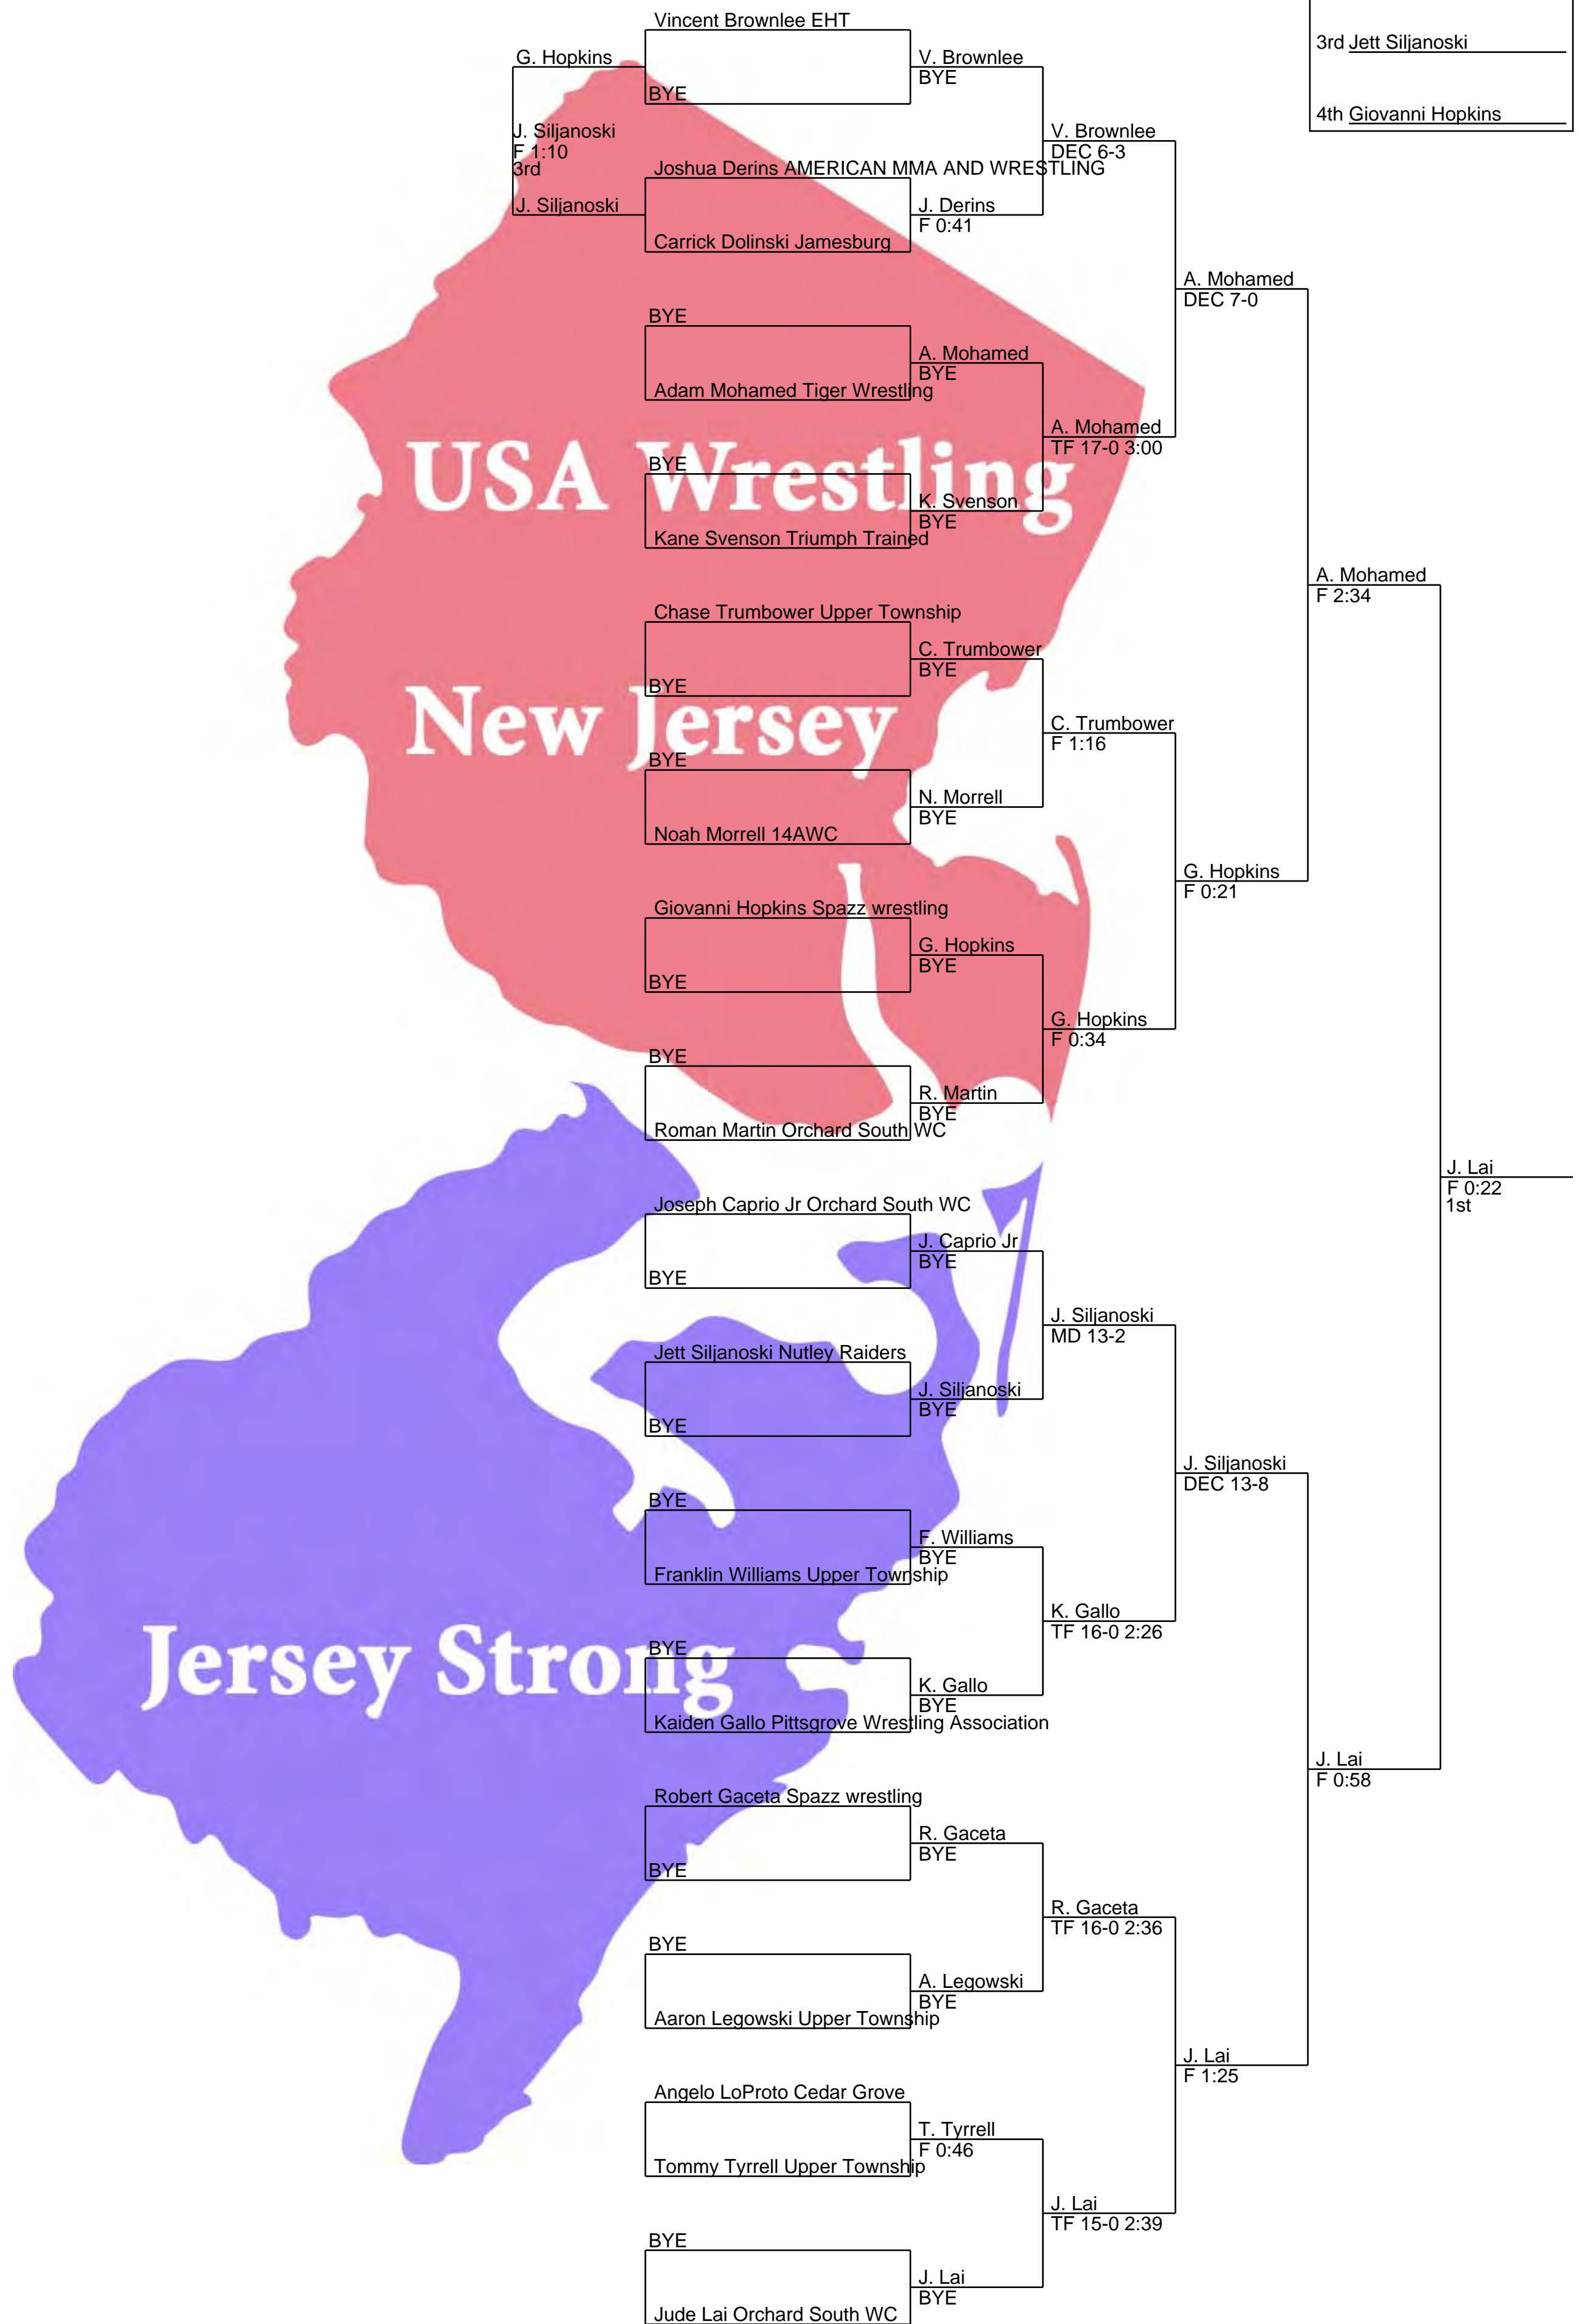 3rd Jett Siljanoski
4th Giovanni Hopkins
G. Hopkins
J. Siljanoski
F 1:10
3rd
J. Siljanoski
Vincent Brownlee EHT
BYE
Joshua Derins AMERICAN MMA AND WRESTLING
Carrick Dolinski Jamesburg
BYE
Adam Mohamed Tiger Wrestling
BYE
Kane Svenson Triumph Trained
Chase Trumbower Upper Township
BYE
BYE
Noah Morrell 14AWC
Giovanni Hopkins Spazz wrestling
BYE
BYE
Roman Martin Orchard South WC
Joseph Caprio Jr Orchard South WC
BYE
Jett Siljanoski Nutley Raiders
BYE
BYE
Franklin Williams Upper Township
BYE
Kaiden Gallo Pittsgrove Wrestling Association
Robert Gaceta Spazz wrestling
BYE
BYE
Aaron Legowski Upper Township
Angelo LoProto Cedar Grove
Tommy Tyrrell Upper Township
BYE
Jude Lai Orchard South WC
V. Brownlee
BYE
J. Derins
F 0:41
A. Mohamed
BYE
K. Svenson
BYE
C. Trumbower
BYE
N. Morrell
BYE
G. Hopkins
BYE
R. Martin
BYE
J. Caprio Jr
BYE
J. Siljanoski
BYE
F. Williams
BYE
K. Gallo
BYE
R. Gaceta
BYE
A. Legowski
BYE
T. Tyrrell
F 0:46
J. Lai
BYE
V. Brownlee
DEC 6-3
A. Mohamed
TF 17-0 3:00
C. Trumbower
F 1:16
G. Hopkins
F 0:34
J. Siljanoski
MD 13-2
K. Gallo
TF 16-0 2:26
R. Gaceta
TF 16-0 2:36
J. Lai
TF 15-0 2:39
A. Mohamed
DEC 7-0
G. Hopkins
F 0:21
J. Siljanoski
DEC 13-8
J. Lai
F 1:25
A. Mohamed
F 2:34
J. Lai
F 0:58
J. Lai
F 0:22
1st
USA Wrestling
New Jersey
Jersey Strong